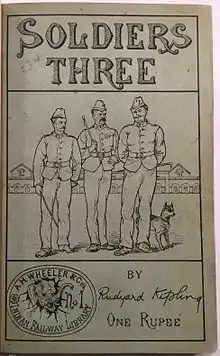 SOLDIERS
THREE
BY
Rudyard Kipling
ONE RUPEE
A.H. WHEELER & Co.
No 1
INDIAN RAILWAY LIBRARY